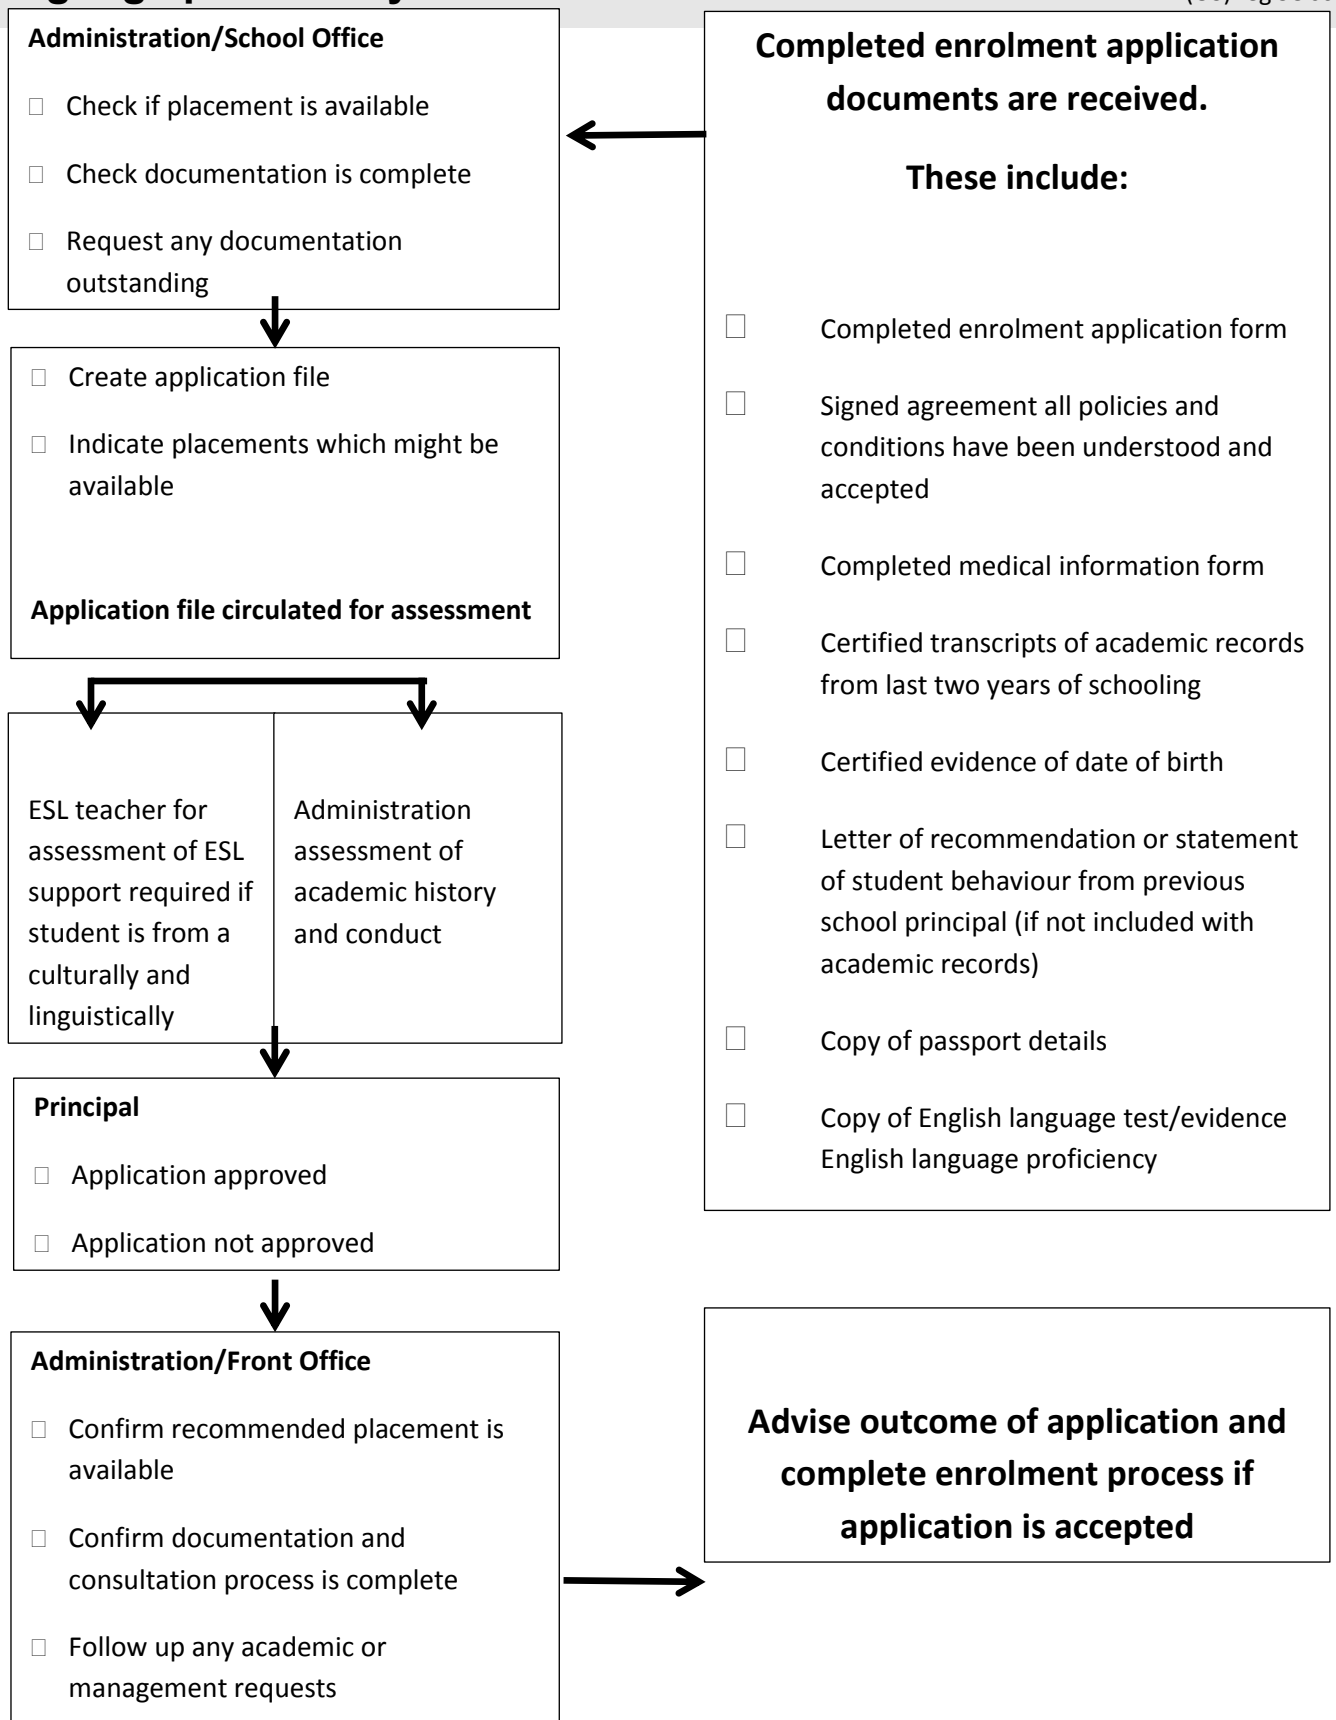 Administration/School Office
☐ Check if placement is available
☐ Check documentation is complete
☐ Request any documentation
outstanding
Completed enrolment application
documents are received.
These include:
☐ Completed enrolment application form
☐ Signed agreement all policies and
conditions have been understood and
accepted
☐ Completed medical information form
☐ Certified transcripts of academic records
from last two years of schooling
☐ Certified evidence of date of birth
☐ Letter of recommendation or statement
of student behaviour from previous
school principal (if not included with
academic records)
☐ Copy of passport details
☐ Copy of English language test/evidence
English language proficiency
☐ Create application file
☐ Indicate placements which might be
available
Application file circulated for assessment
ESL teacher for
assessment of ESL
support required if
student is from a
culturally and
linguistically
Administration
assessment of
academic history
and conduct
Principal
☐ Application approved
☐ Application not approved
Administration/Front Office
☐ Confirm recommended placement is
available
☐ Confirm documentation and
consultation process is complete
☐ Follow up any academic or
management requests
Advise outcome of application and
complete enrolment process if
application is accepted